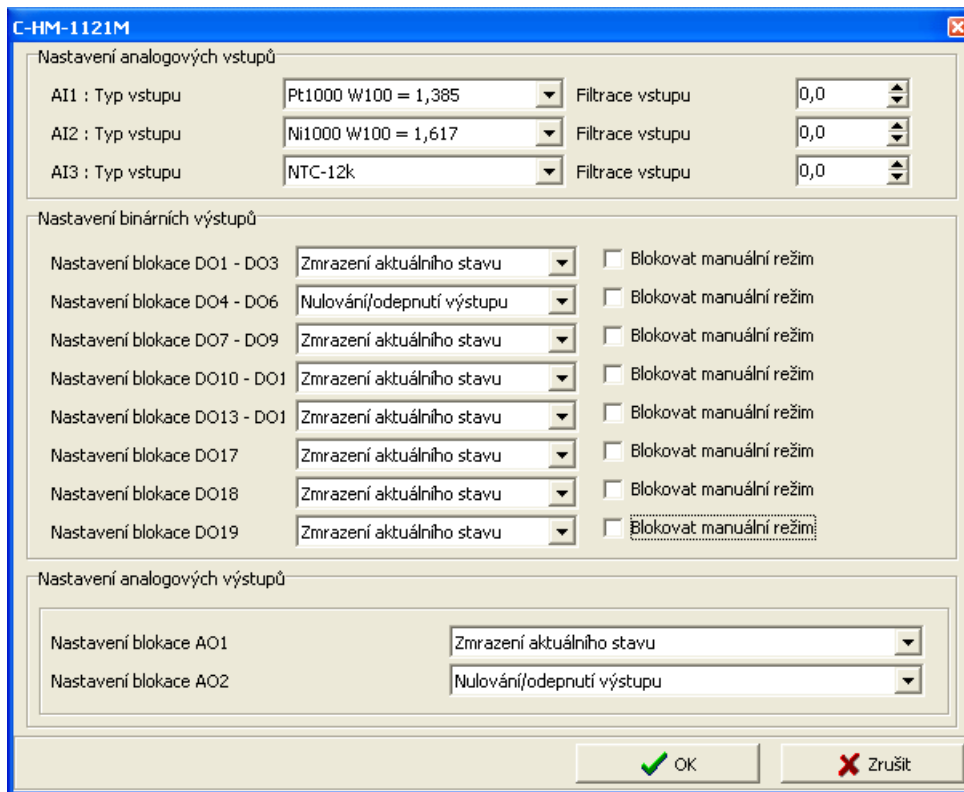 C-HM-1121M
Nastavení analogových vstupů
AI1 : Typ vstupu Pt1000 W100 = 1,385 Filtrace vstupu 0,0
AI2 : Typ vstupu Ni1000 W100 = 1,617 Filtrace vstupu 0,0
AI3 : Typ vstupu NTC-12k Filtrace vstupu 0,0
Nastavení binárních výstupů
Nastavení blokace DO1 - DO3 Zmrazení aktuálního stavu Blokovat manuální režim
Nastavení blokace DO4 - DO6 Nulování/odepnutí výstupu Blokovat manuální režim
Nastavení blokace DO7 - DO9 Zmrazení aktuálního stavu Blokovat manuální režim
Nastavení blokace DO10 - DO1 Zmrazení aktuálního stavu Blokovat manuální režim
Nastavení blokace DO13 - DO1 Zmrazení aktuálního stavu Blokovat manuální režim
Nastavení blokace DO17 Zmrazení aktuálního stavu Blokovat manuální režim
Nastavení blokace DO18 Zmrazení aktuálního stavu Blokovat manuální režim
Nastavení blokace DO19 Zmrazení aktuálního stavu Blokovat manuální režim
Nastavení analogových výstupů
Nastavení blokace AO1 Zmrazení aktuálního stavu
Nastavení blokace AO2 Nulování/odepnutí výstupu
OK Zrušit